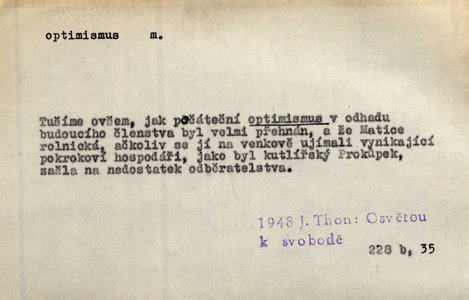 optimismus m.
Tušíme ovšem, jak počáteční optimismus v odhadu
budoucího členstva byl velmi přehnán, a že Matice
rolnická, ačkoliv se jí na venkově ujímali vynikající
pokrokoví hospodáři, jako byl kutlířský Prokůpek,
zašla na nedostatek odběratelstva.
1948 J. Thon: Osvětou
k svobodě
228 b, 35